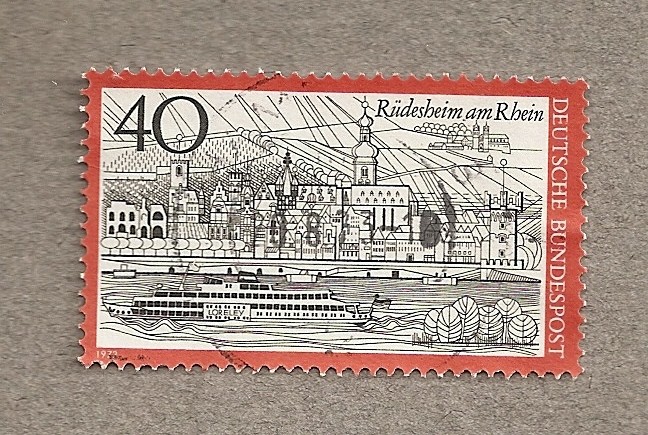 40
Rüdesheim am Rhein
DEUTSCHE BUNDESPOST
LORELEY